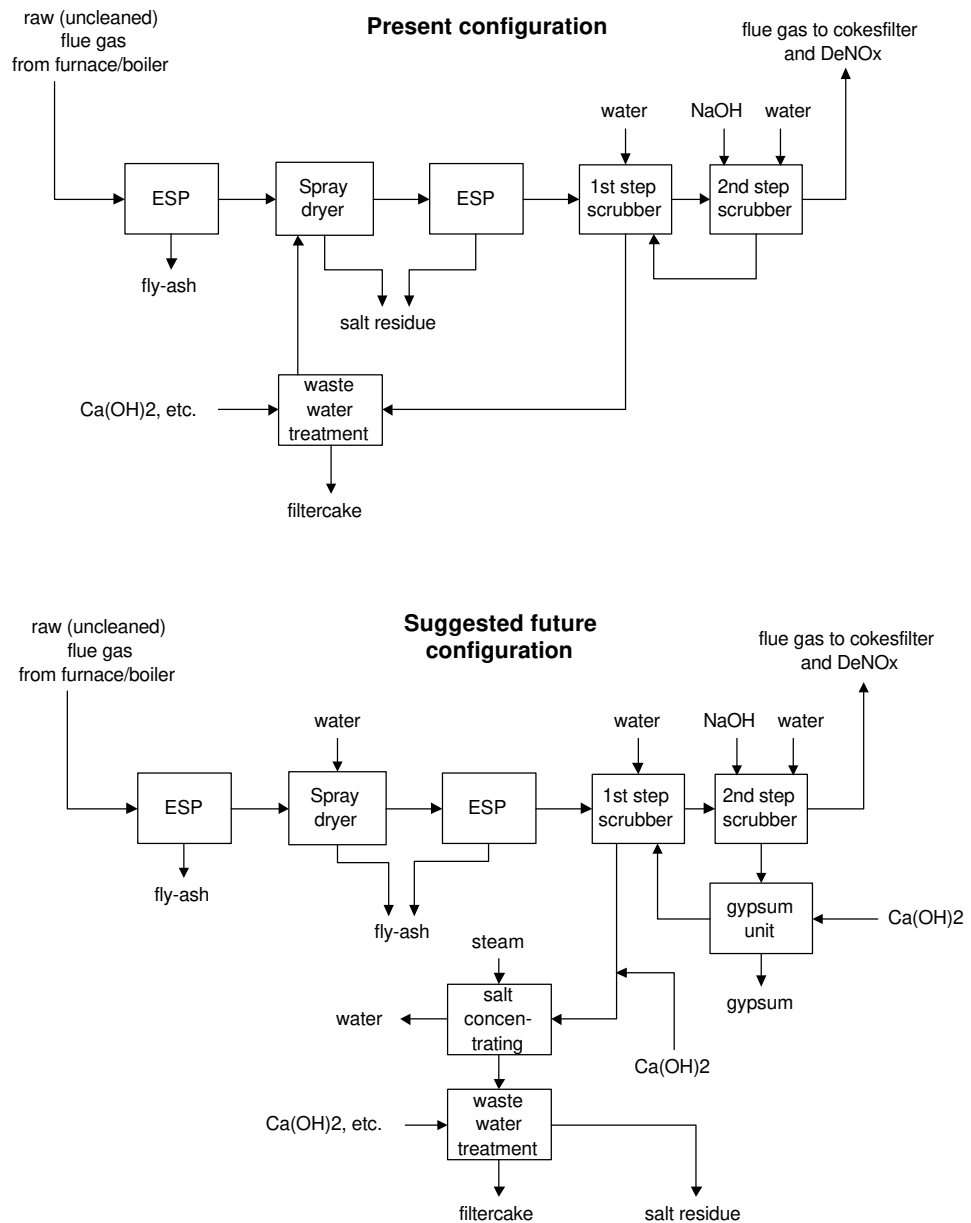 raw (uncleaned)
flue gas
from furnace/boiler
Present configuration
flue gas to cokesfilter
and DeNOx
water
NaOH
water
ESP
Spray
dryer
ESP
1st step
scrubber
2nd step
scrubber
fly-ash
salt residue
Ca(OH)2, etc.
waste
water
treatment
filtercake
raw (uncleaned)
flue gas
from furnace/boiler
Suggested future
configuration
flue gas to cokesfilter
and DeNOx
water
water
NaOH
water
ESP
Spray
dryer
ESP
1st step
scrubber
2nd step
scrubber
fly-ash
fly-ash
gypsum
unit
Ca(OH)2
steam
gypsum
water
salt
concen-
trating
Ca(OH)2
Ca(OH)2, etc.
waste
water
treatment
filtercake
salt residue